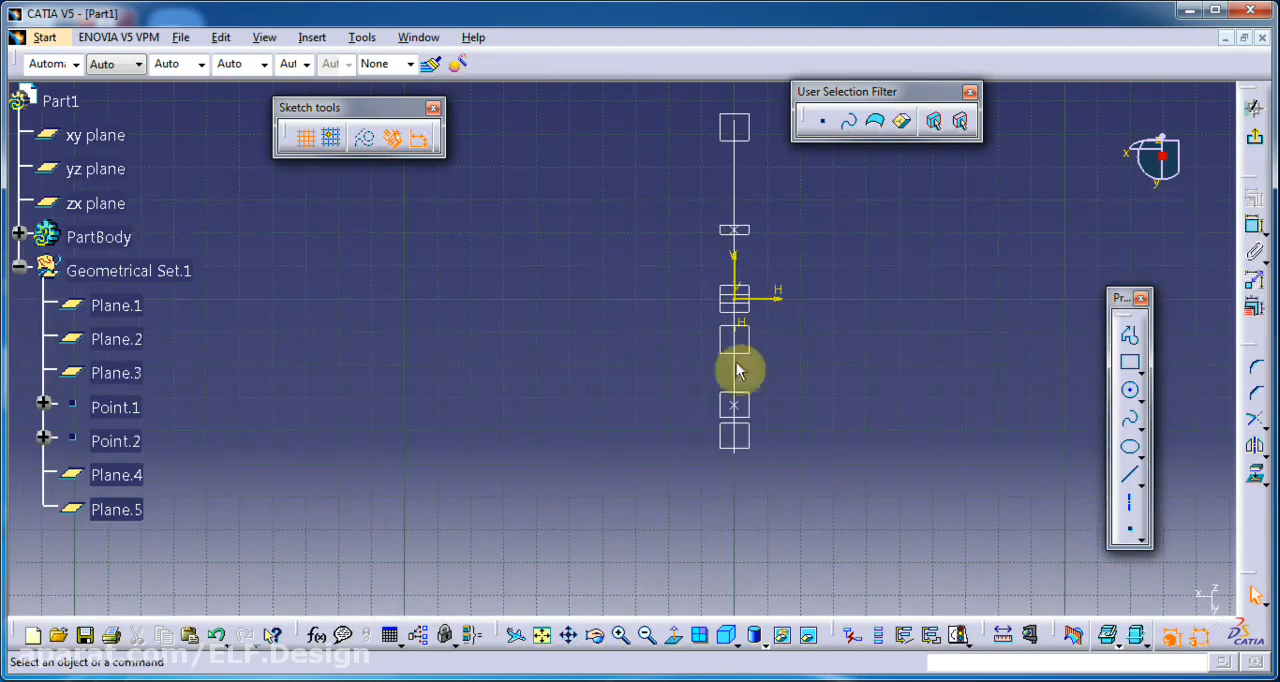 CATIA V5 - [Part1]
Start ENOVIA V5 VPM File Edit View Insert Tools Window Help
Automa Auto Auto Auto Aut Aut None
Part1
xy plane
yz plane
zx plane
PartBody
Geometrical Set.1
Plane.1
Plane.2
Plane.3
Point.1
Point.2
Plane.4
Plane.5
Sketch tools
User Selection Filter
x
y
V
H
H
Pr...
x z
y
f(x)
CATIA
Select an object or a command
aparat.com/ELF.Design